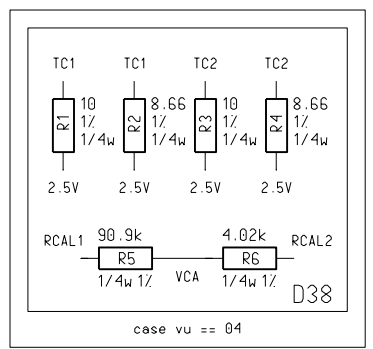 TC1 TC1 TC2 TC2
R1 10 1% 1/4w
R2 8.66 1% 1/4w
R3 10 1% 1/4w
R4 8.66 1% 1/4w
2.5V 2.5V 2.5V 2.5V
90.9k 4.02k
RCAL1 R5 R6 RCAL2
1/4w 1% VCA 1/4w 1%
D38
case vu == 04